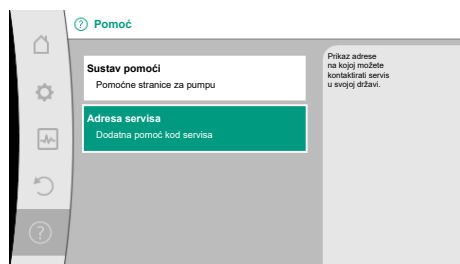 ? Pomoć
Sustav pomoći
Pomoćne stranice za pumpu
Adresa servisa
Dodatna pomoć kod servisa
Prikaz adrese
na kojoj možete
kontaktirati servis
u svojoj državi.
?